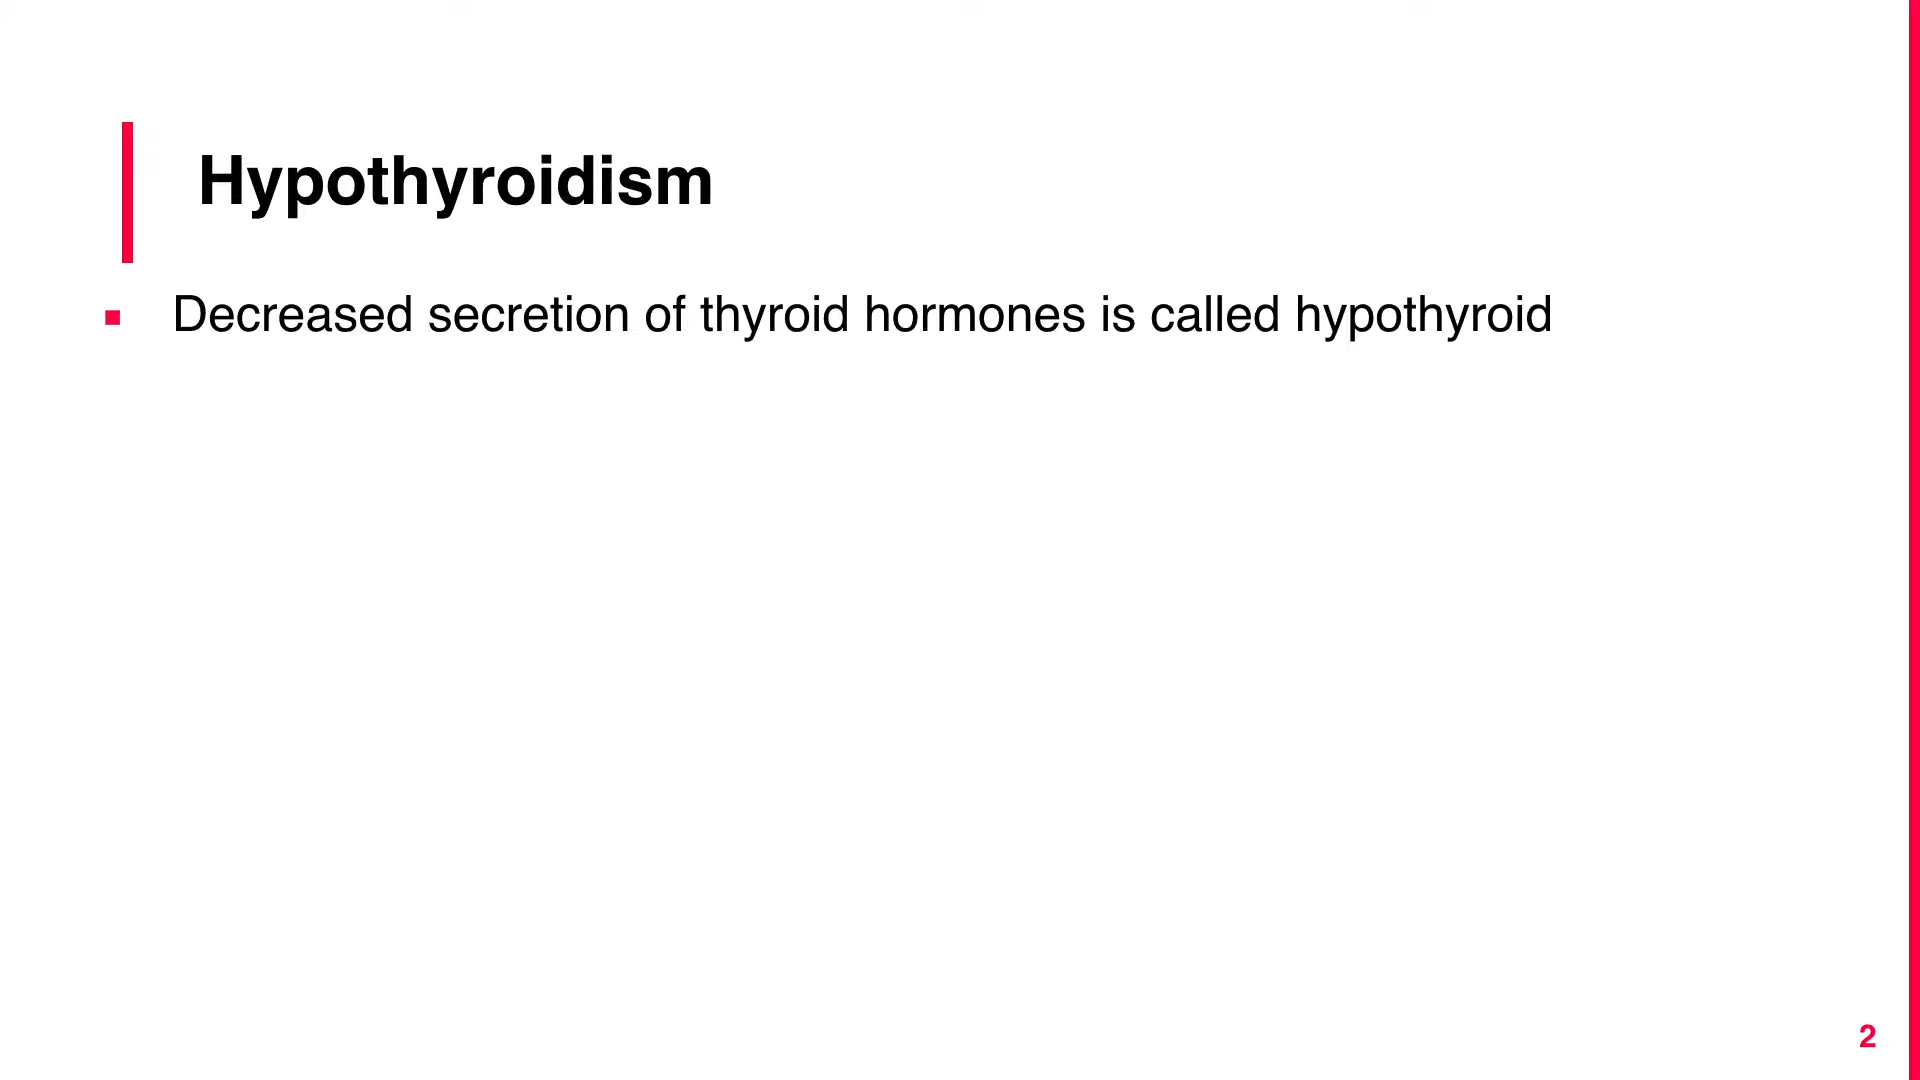 Hypothyroidism
▪ Decreased secretion of thyroid hormones is called hypothyroid
2